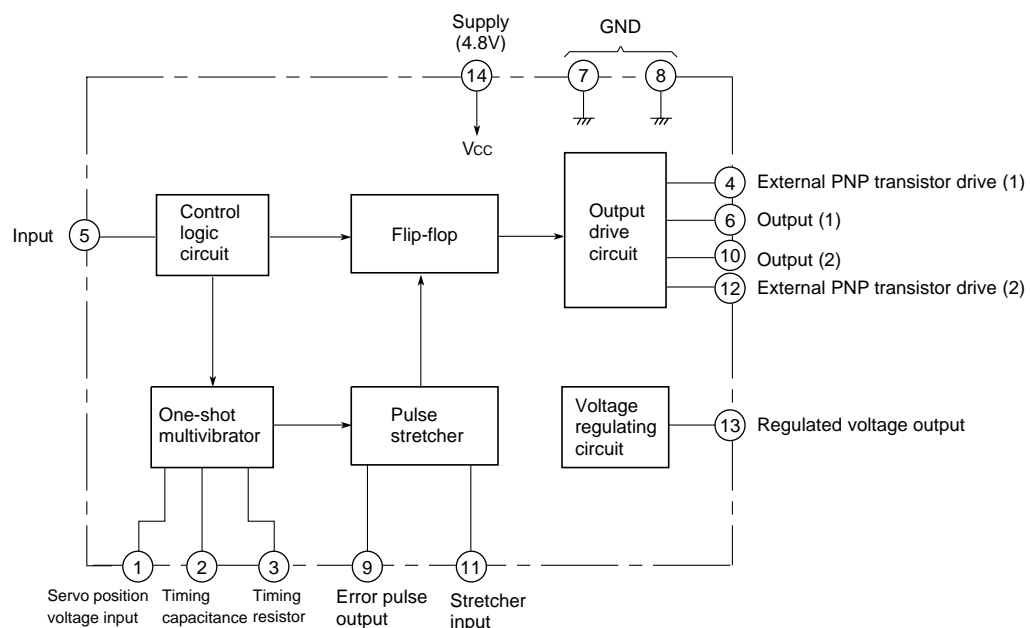 Supply
(4.8V)
GND
14
7
8
VCC
Control
logic
circuit
Flip-flop
Output
drive
circuit
4
External PNP transistor drive (1)
Input
5
6
Output (1)
10
Output (2)
12
External PNP transistor drive (2)
One-shot
multivibrator
Pulse
stretcher
Voltage
regulating
circuit
13
Regulated voltage output
1
2
3
9
11
Servo position
voltage input
Timing
capacitance
Timing
resistor
Error pulse
output
Stretcher
input